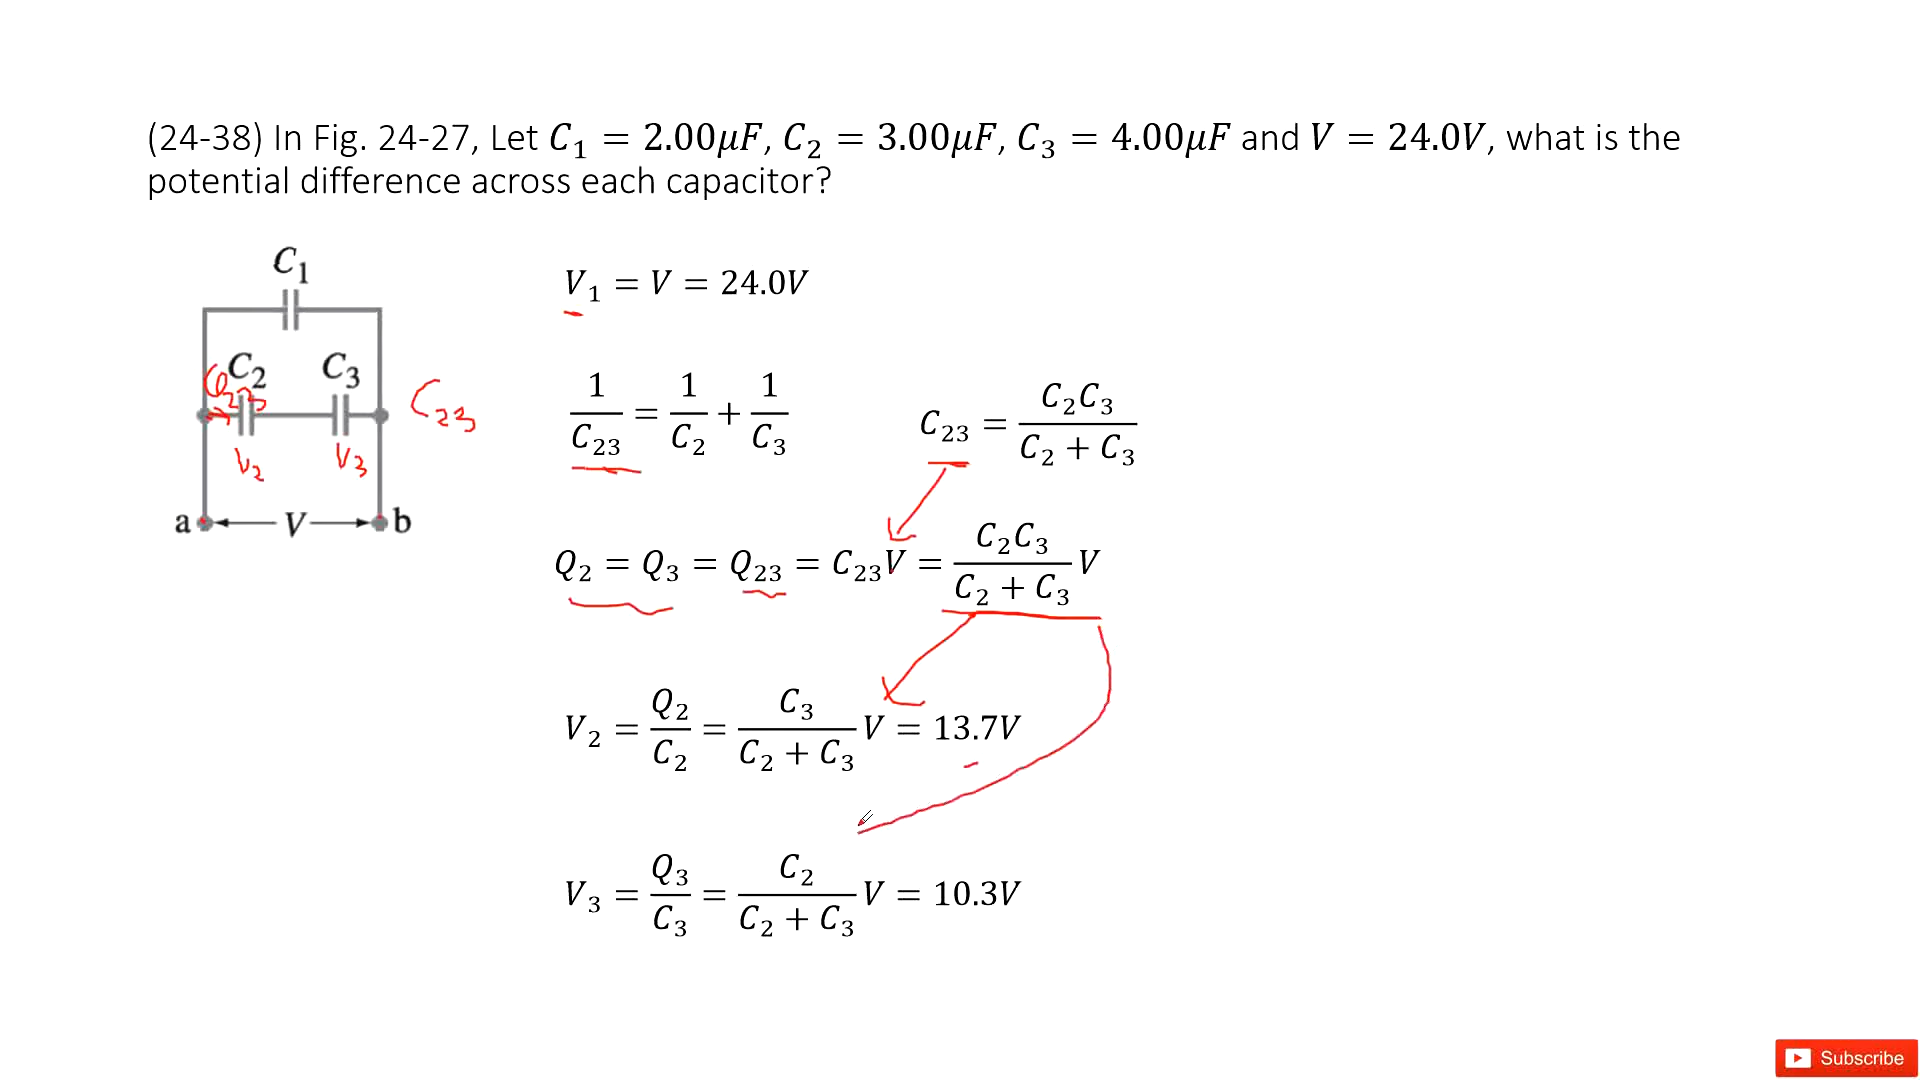 (24-38) In Fig. 24-27, Let C₁ = 2.00μF, C₂ = 3.00μF, C₃ = 4.00μF and V = 24.0V, what is the
potential difference across each capacitor?
C₁
C₂ C₃
Q₂₃
C₂₃
V₂ V₃
a V b
V₁ = V = 24.0V
1/C₂₃ = 1/C₂ + 1/C₃
C₂₃ = C₂C₃/(C₂ + C₃)
Q₂ = Q₃ = Q₂₃ = C₂₃V = C₂C₃/(C₂ + C₃) V
V₂ = Q₂/C₂ = C₃/(C₂ + C₃) V = 13.7V
V₃ = Q₃/C₃ = C₂/(C₂ + C₃) V = 10.3V
Subscribe